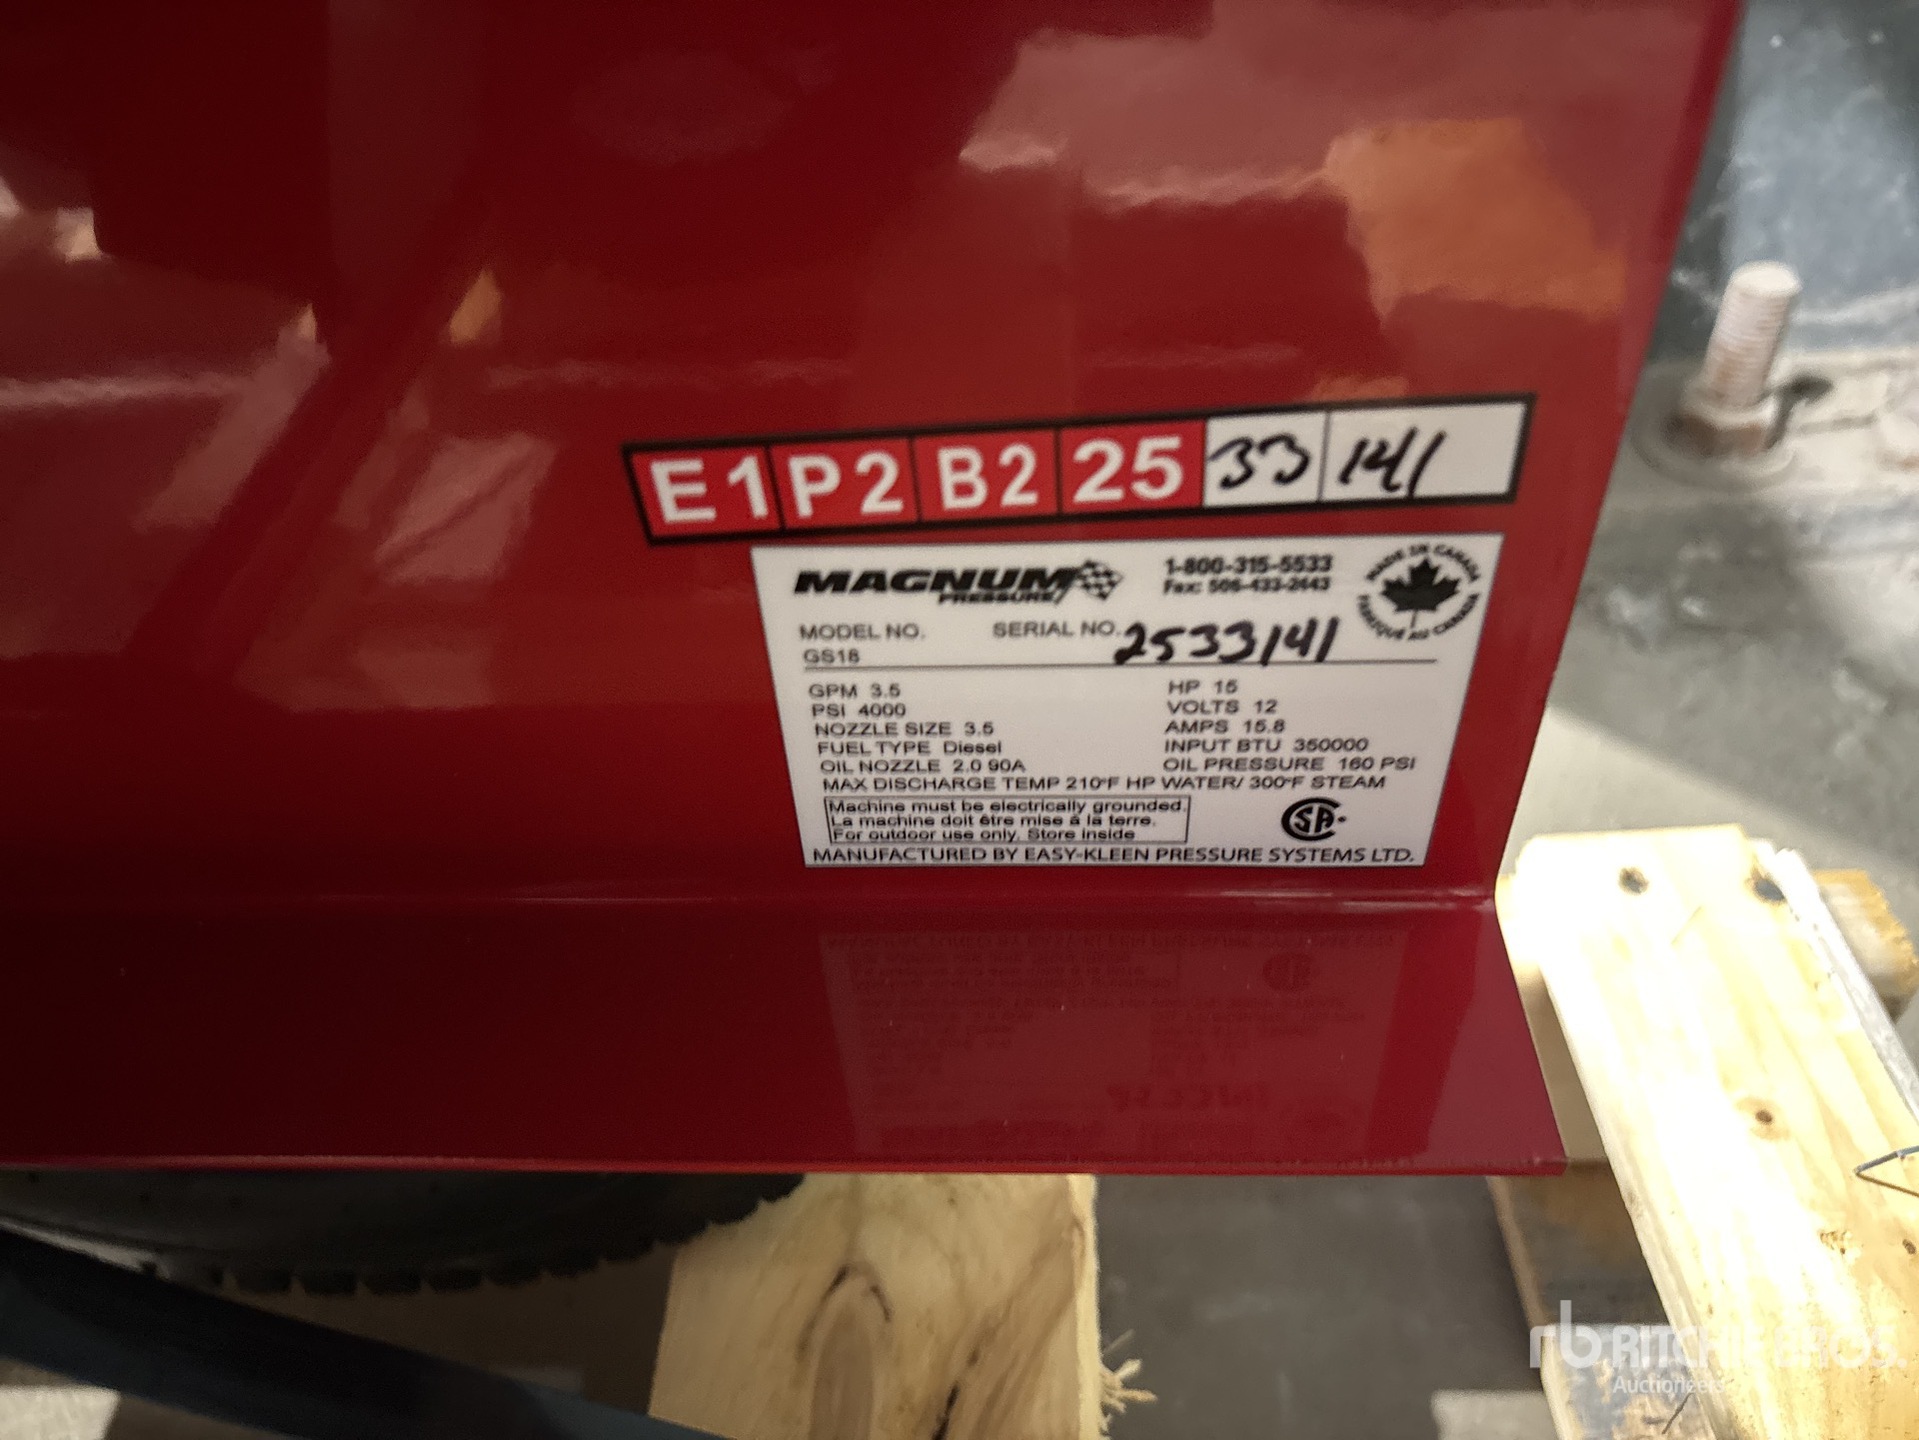 E1 P2 B2 25 33 141
MAGNUM
PRESSURE
1-800-315-5533
Fax: 506-433-2443
MADE IN CANADA
FABRIQUÉ AU CANADA
MODEL NO.
GS18
SERIAL NO. 2533141
GPM 3.5
PSI 4000
NOZZLE SIZE 3.5
FUEL TYPE Diesel
OIL NOZZLE 2.0 90A
HP 15
VOLTS 12
AMPS 15.8
INPUT BTU 350000
OIL PRESSURE 160 PSI
MAX DISCHARGE TEMP 210°F HP WATER/ 300°F STEAM
Machine must be electrically grounded.
La machine doit être mise à la terre.
For outdoor use only. Store inside
CSA
MANUFACTURED BY EASY-KLEEN PRESSURE SYSTEMS LTD.
rb RITCHIE BROS.
Auctioneers